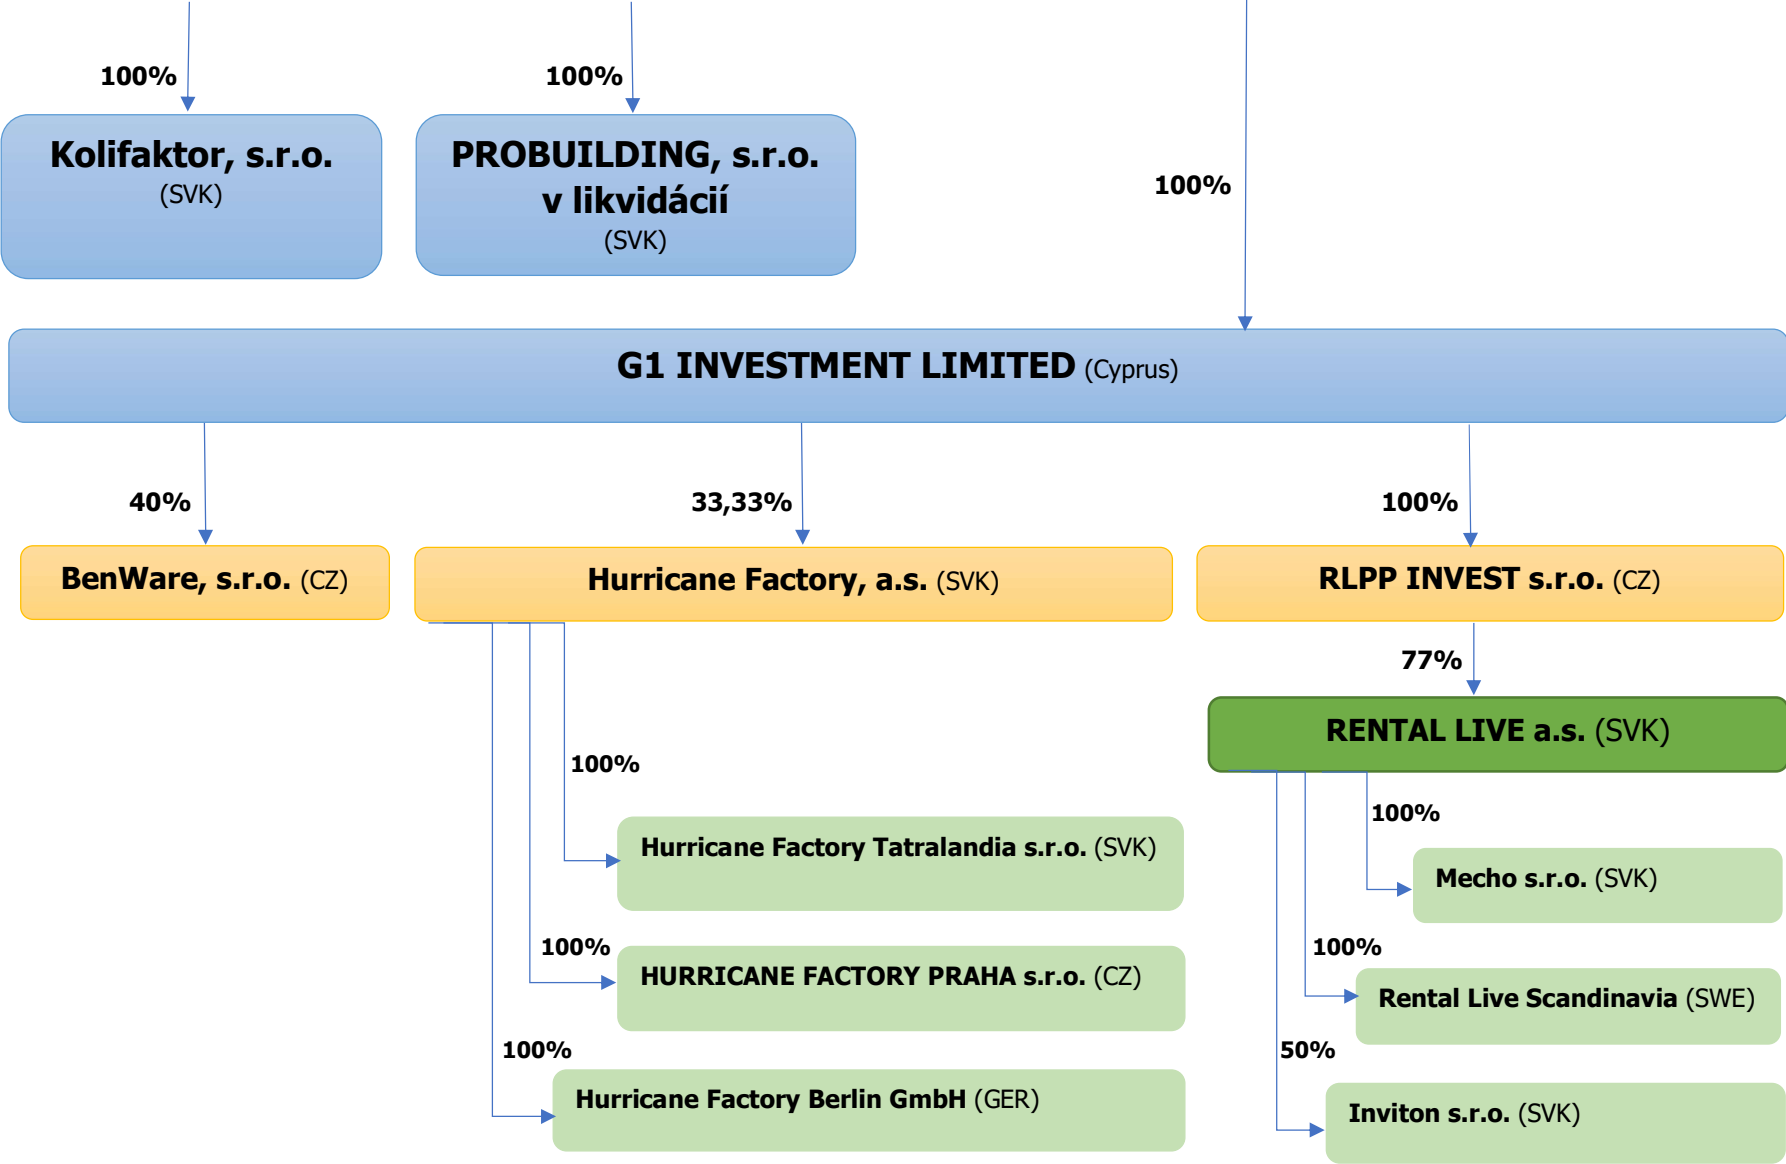 100%
100%
Kolifaktor, s.r.o.
(SVK)
PROBUILDING, s.r.o.
v likvidácií
(SVK)
100%
G1 INVESTMENT LIMITED (Cyprus)
40%
33,33%
100%
BenWare, s.r.o. (CZ)
Hurricane Factory, a.s. (SVK)
RLPP INVEST s.r.o. (CZ)
77%
RENTAL LIVE a.s. (SVK)
100%
Hurricane Factory Tatralandia s.r.o. (SVK)
100%
HURRICANE FACTORY PRAHA s.r.o. (CZ)
100%
Hurricane Factory Berlin GmbH (GER)
100%
Mecho s.r.o. (SVK)
100%
Rental Live Scandinavia (SWE)
50%
Inviton s.r.o. (SVK)